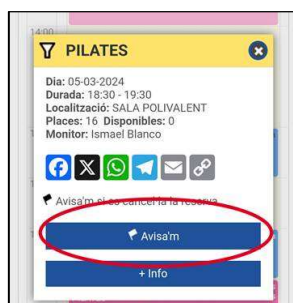 14:00
PILATES
Dia: 05-03-2024
Durada: 18:30 - 19:30
Localització: SALA POLIVALENT
Places: 16 Disponibles: 0
Monitor: Ismael Blanco
Avisa'm si es cancel·la la reserva
Avisa'm
+ Info